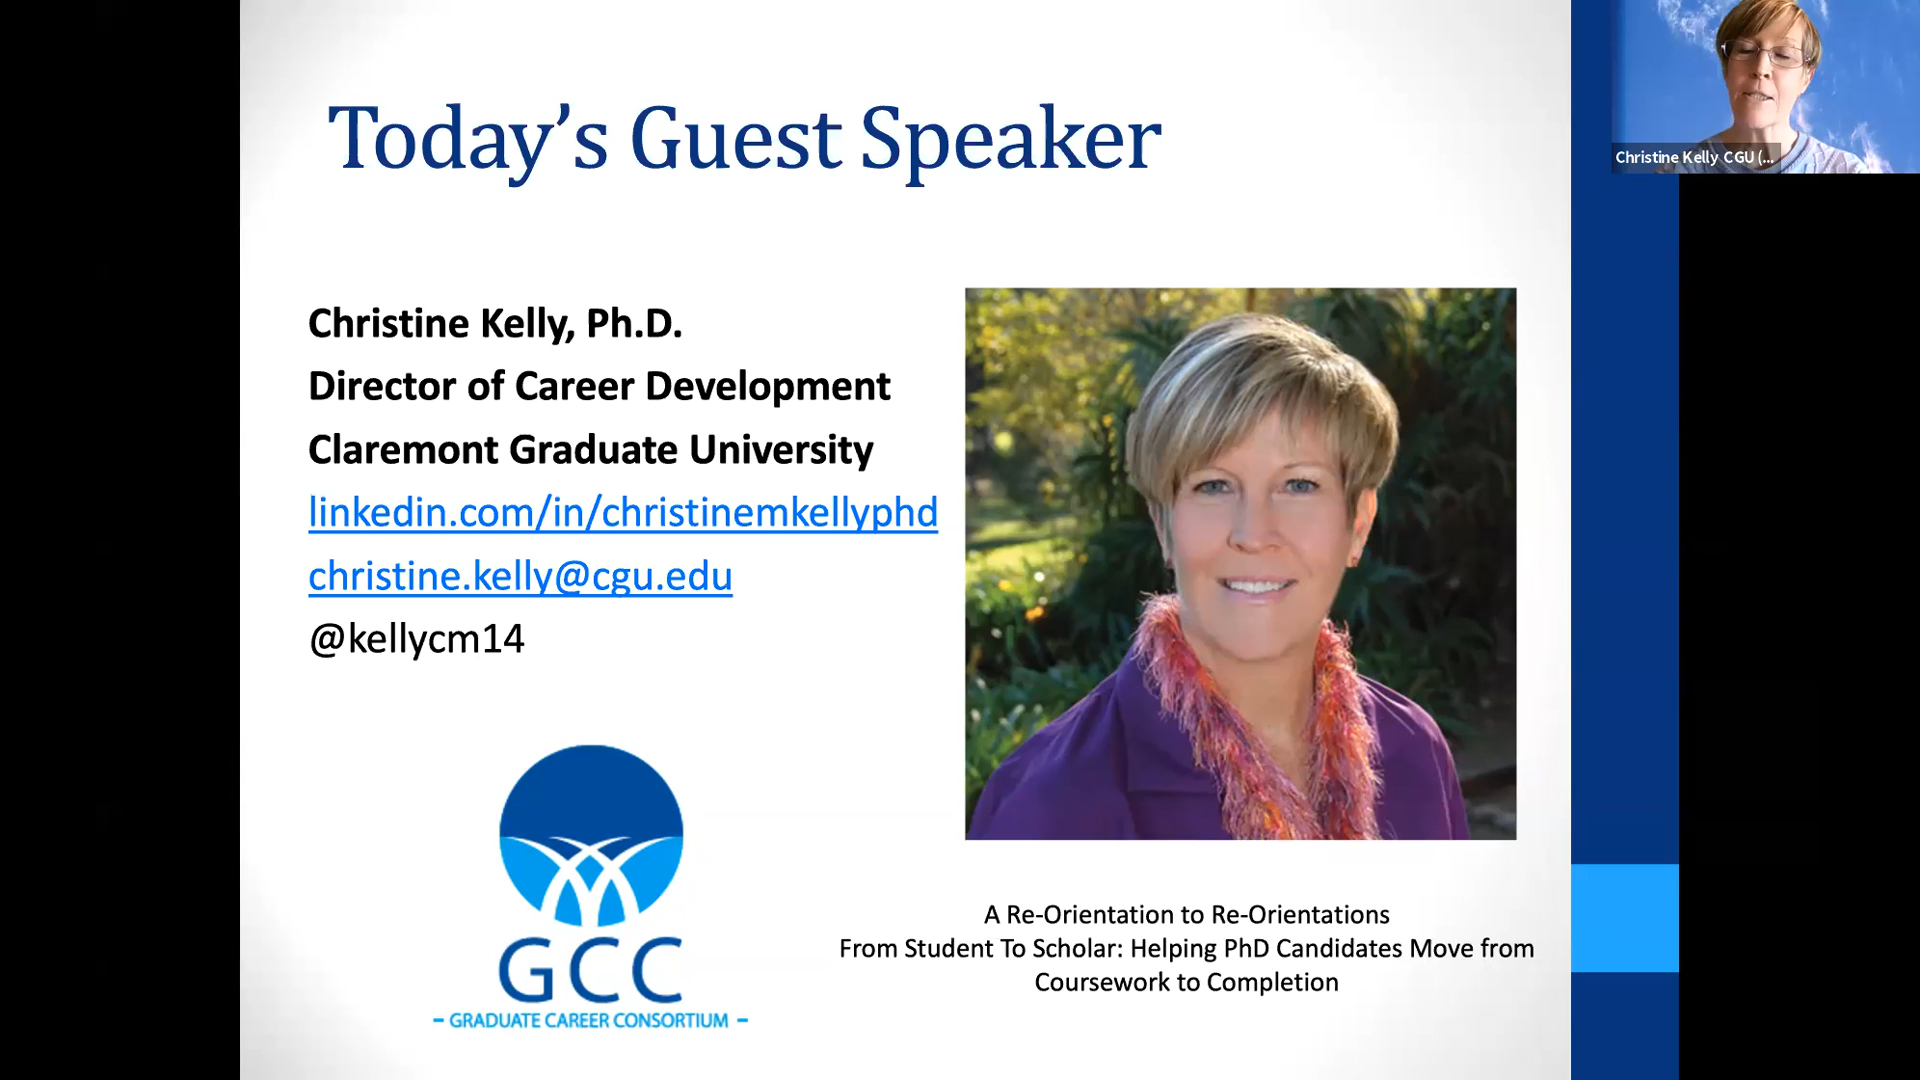 Today’s Guest Speaker
Christine Kelly CGU (...
Christine Kelly, Ph.D.
Director of Career Development
Claremont Graduate University
linkedin.com/in/christinemkellyphd
christine.kelly@cgu.edu
@kellycm14
GCC
- GRADUATE CAREER CONSORTIUM -
A Re-Orientation to Re-Orientations
From Student To Scholar: Helping PhD Candidates Move from
Coursework to Completion